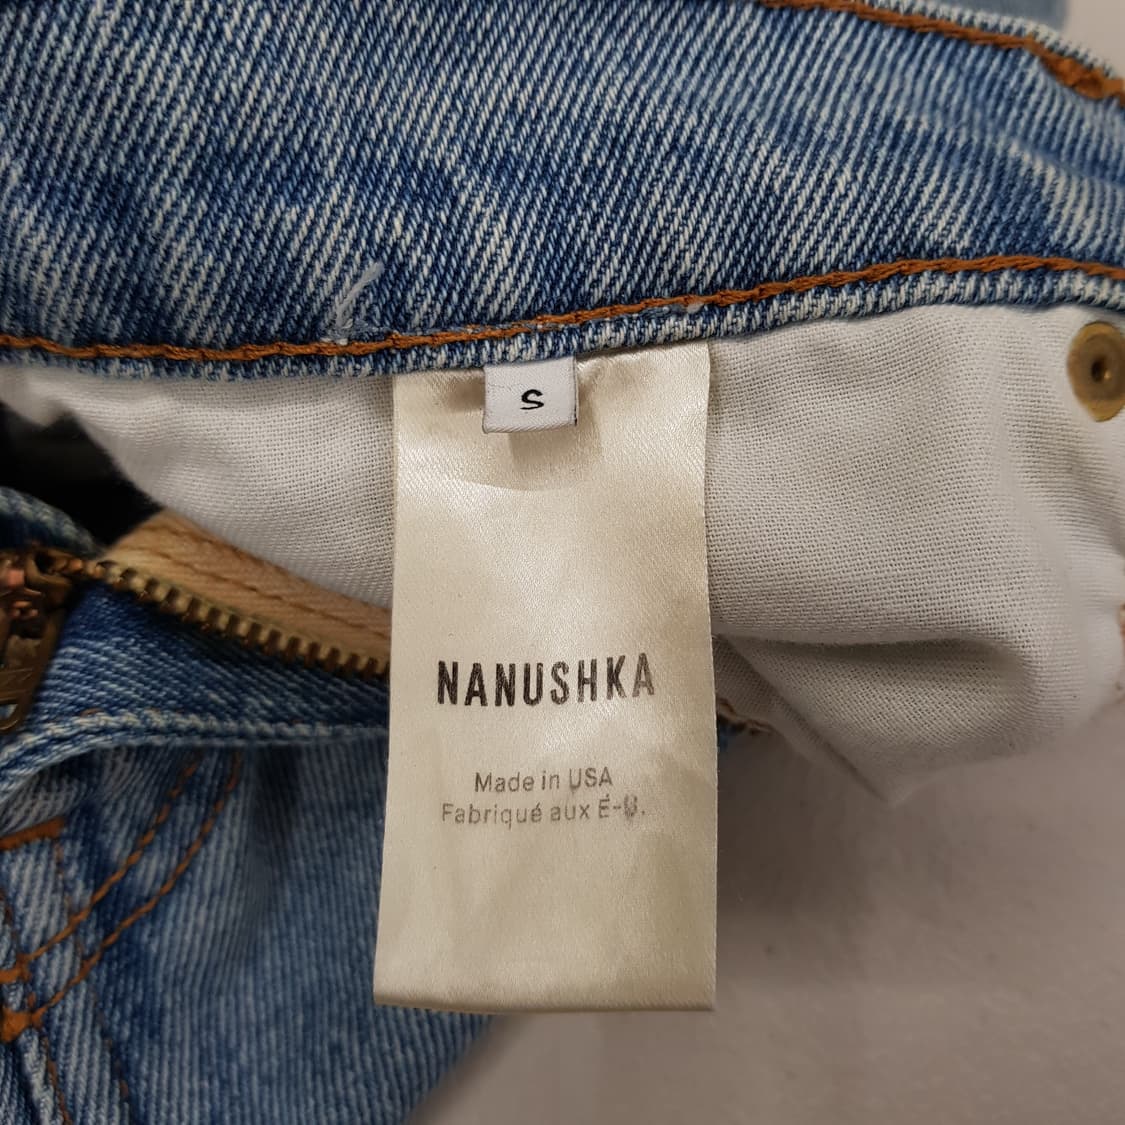 S
NANUSHKA
Made in USA
Fabriqué aux É-U.